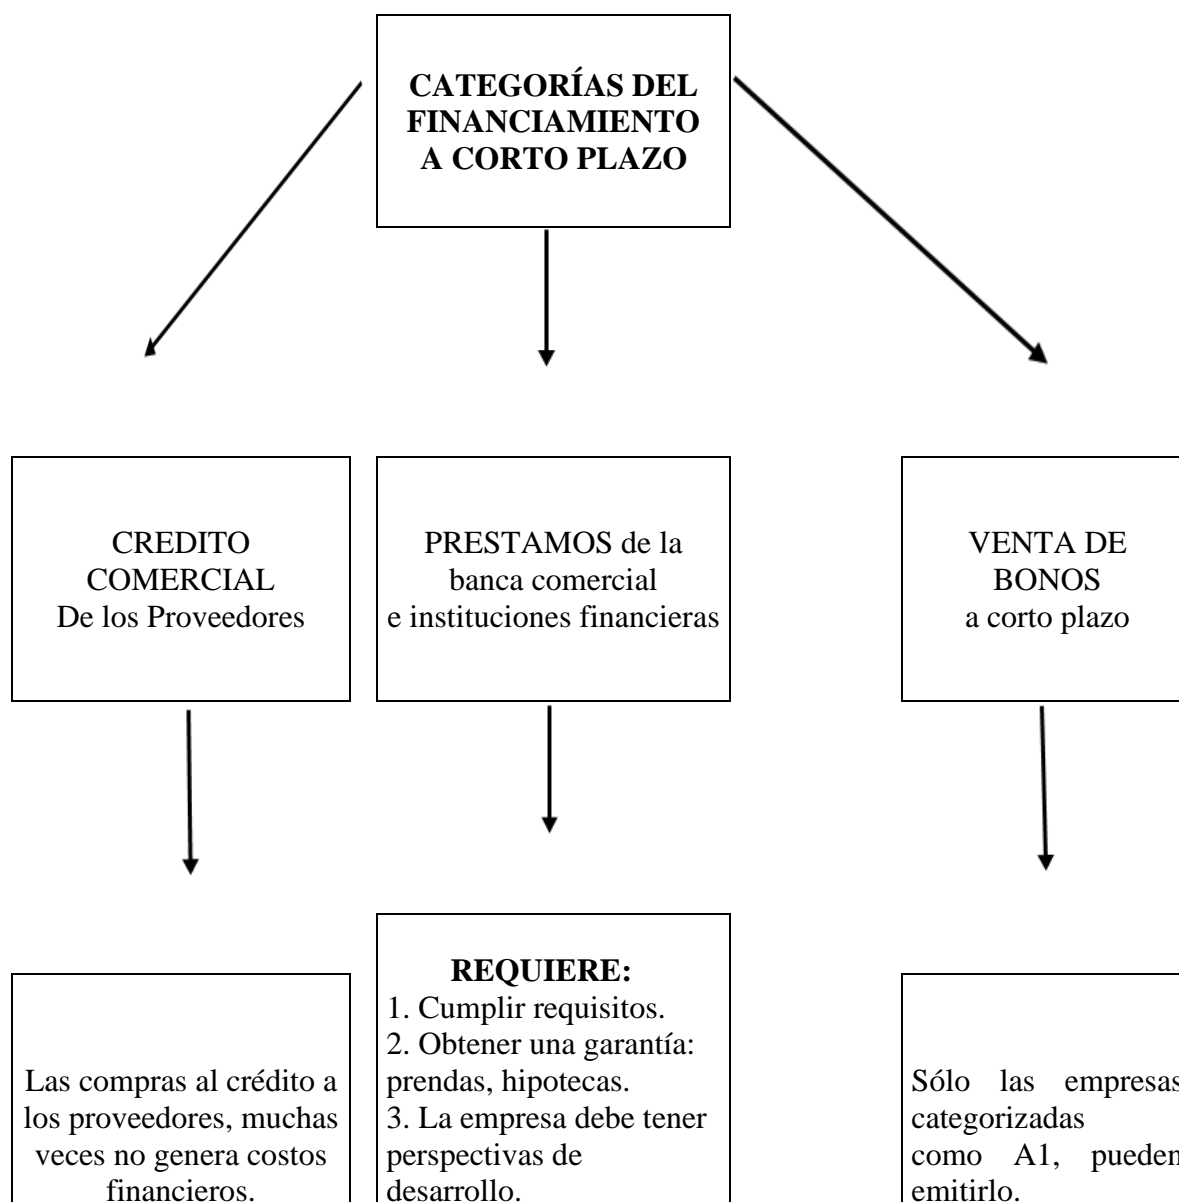 CATEGORÍAS DEL
FINANCIAMIENTO
A CORTO PLAZO
CREDITO
COMERCIAL
De los Proveedores
PRESTAMOS de la
banca comercial
e instituciones financieras
VENTA DE
BONOS
a corto plazo
Las compras al crédito a
los proveedores, muchas
veces no genera costos
financieros.
REQUIERE:
1. Cumplir requisitos.
2. Obtener una garantía:
prendas, hipotecas.
3. La empresa debe tener
perspectivas de
desarrollo.
Sólo las empresas
categorizadas
como A1, pueden
emitirlo.